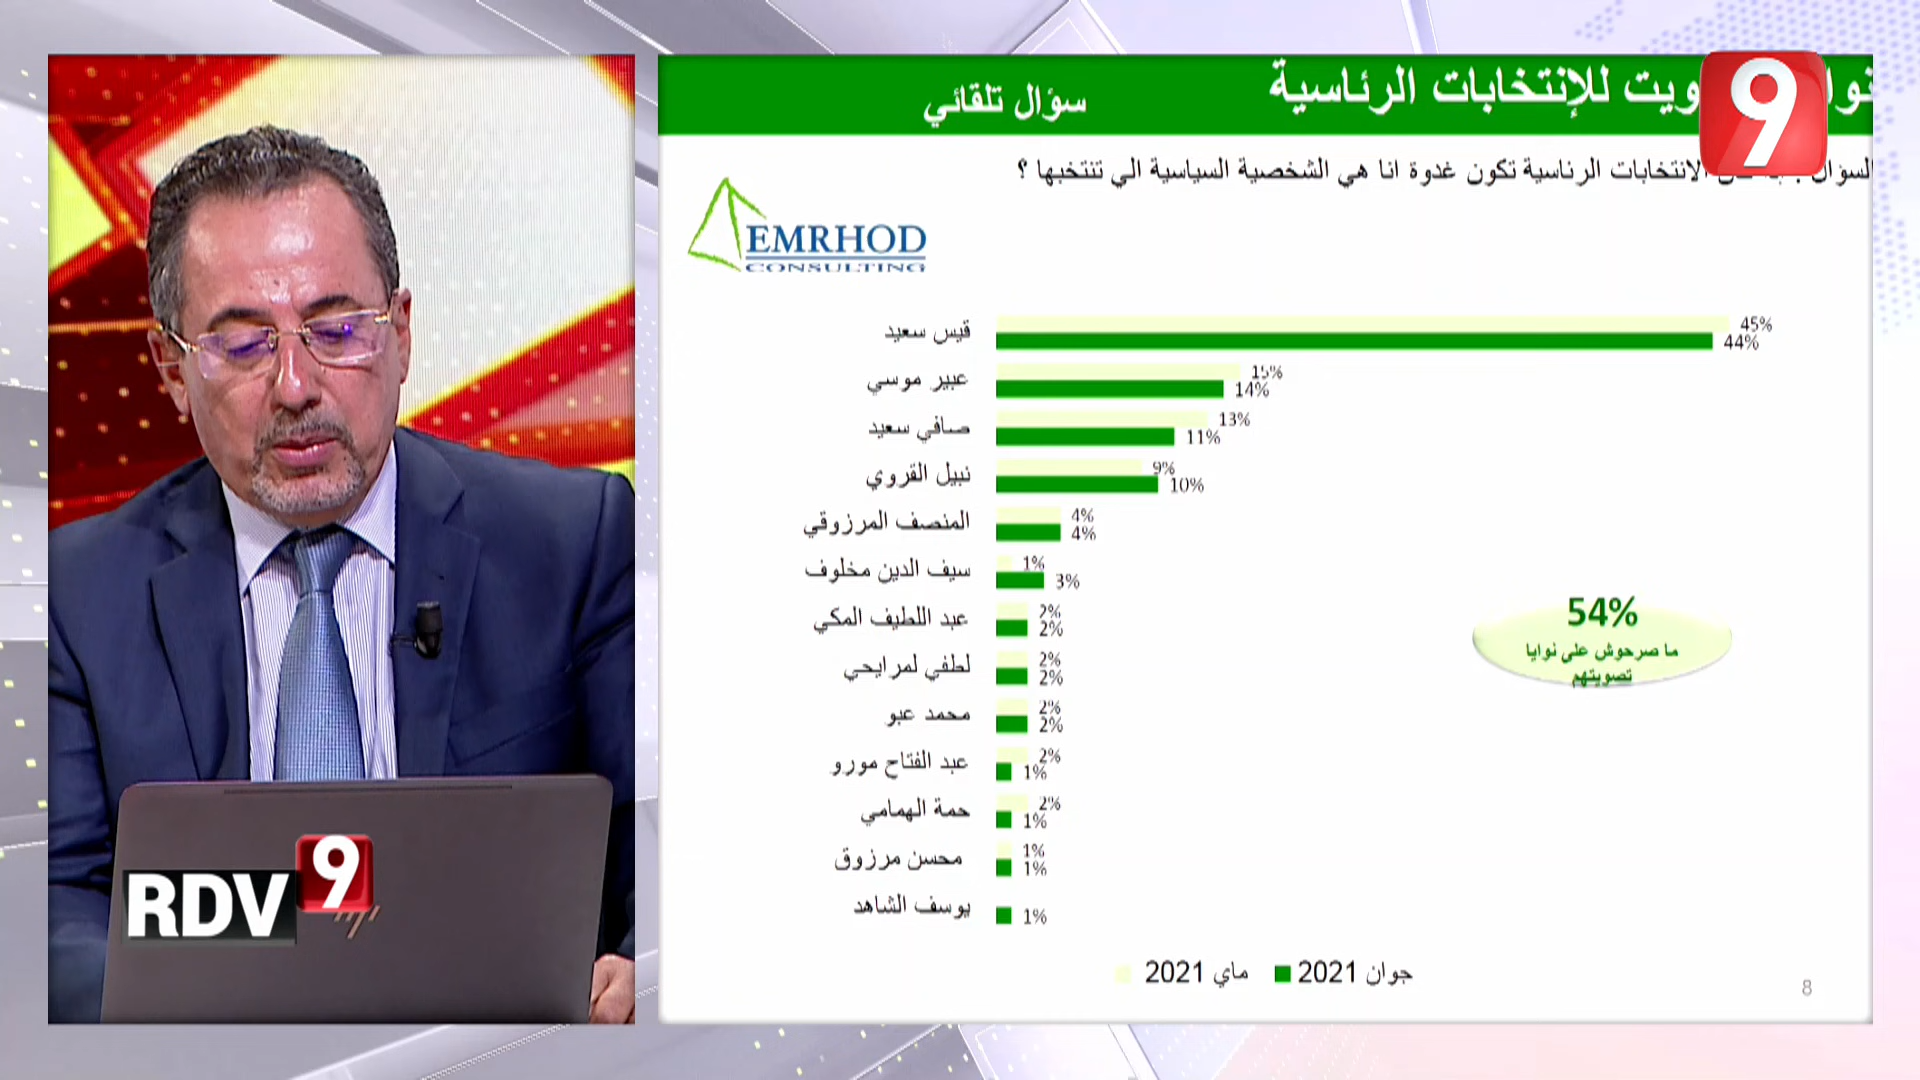 نوا ويت للإنتخابات الرئاسية
سؤال تلقائي
9
السؤال الانتخابات الرئاسية تكون غدوة انا هي الشخصية السياسية الي تنتخبها ؟
EMRHOD
CONSULTING
قيس سعيد 45% 44%
عبير موسي 15% 14%
صافي سعيد 13% 11%
نبيل القروي 9% 10%
المنصف المرزوقي 4% 4%
سيف الدين مخلوف 1% 3%
عبد اللطيف المكي 2% 2%
لطفي لمرايحي 2% 2%
محمد عبو 2% 2%
عبد الفتاح مورو 2% 1%
حمة الهمامي 2% 1%
محسن مرزوق 1% 1%
يوسف الشاهد 1%
54%
ما صرحوش على نوايا
تصويتهم
جوان 2021 ماي 2021
8
RDV 9